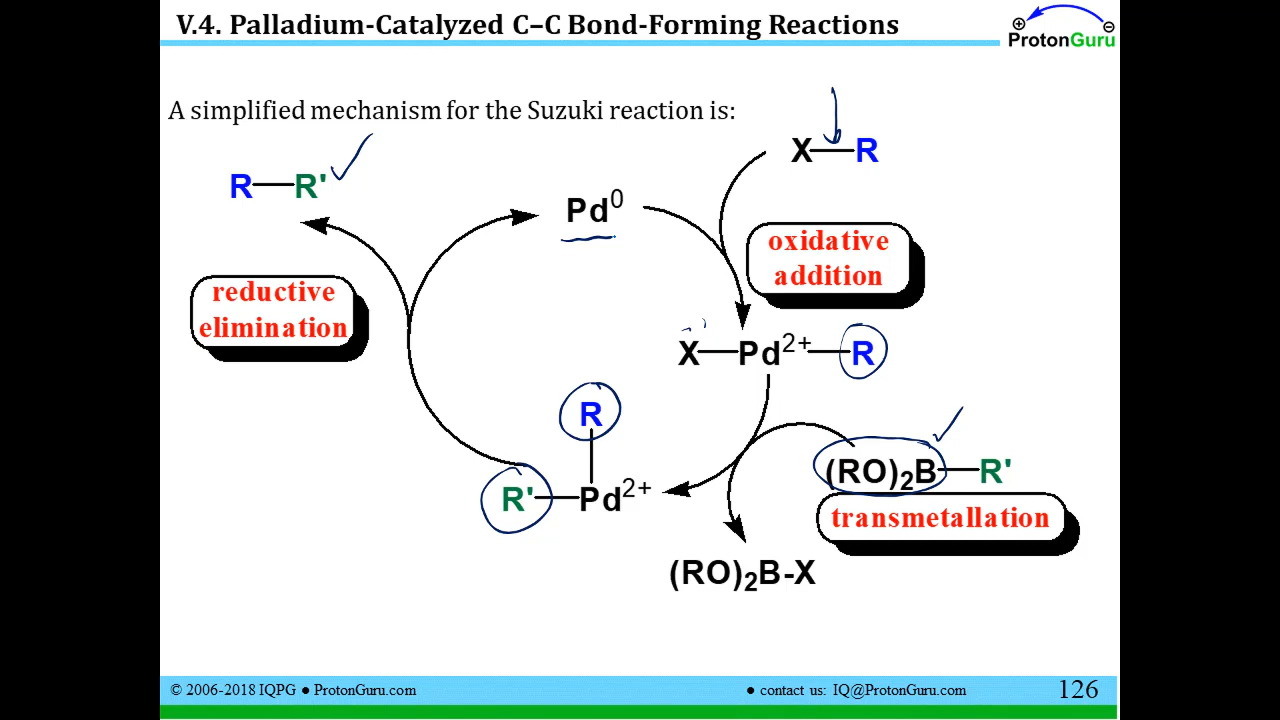 V.4. Palladium-Catalyzed C–C Bond-Forming Reactions
ProtonGuru
A simplified mechanism for the Suzuki reaction is:
X—R
R—R'
Pd0
oxidative
addition
reductive
elimination
X—Pd2+—R
R
(RO)2B—R'
R'—Pd2+
transmetallation
(RO)2B-X
© 2006-2018 IQPG ● ProtonGuru.com
● contact us: IQ@ProtonGuru.com
126